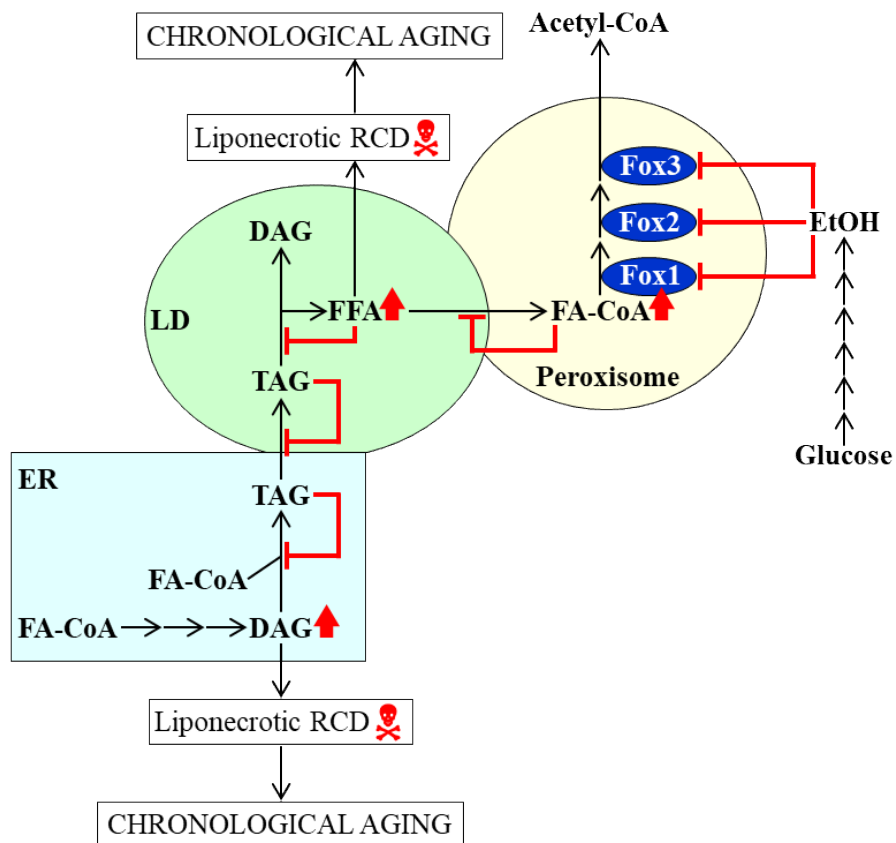 Acetyl-CoA
CHRONOLOGICAL AGING
Liponecrotic RCD
Fox3
Fox2
EtOH
DAG
Fox1
LD
FFA
FA-CoA
TAG
Peroxisome
Glucose
ER
TAG
FA-CoA
FA-CoA
DAG
Liponecrotic RCD
CHRONOLOGICAL AGING